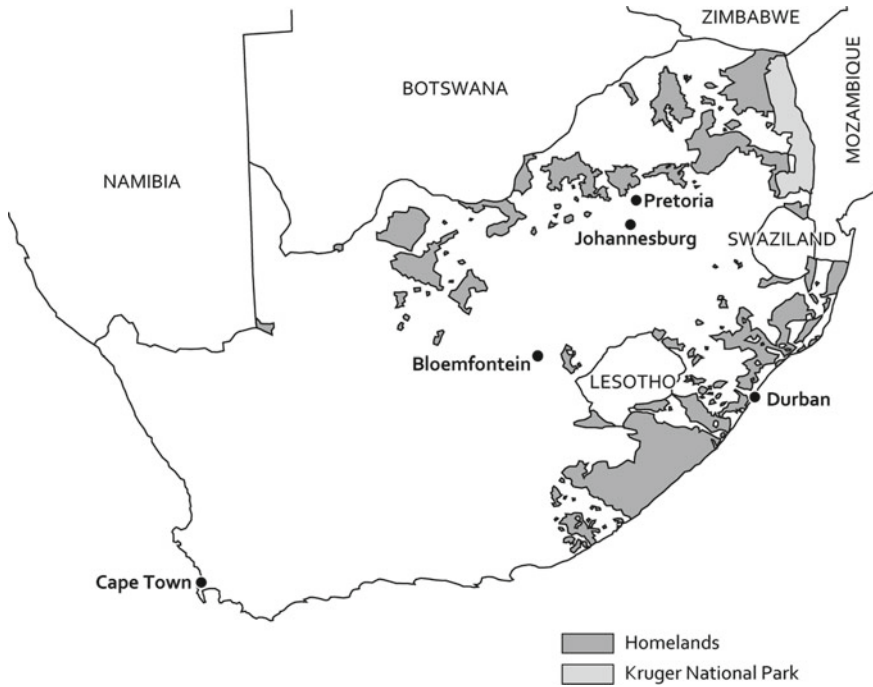 ZIMBABWE
BOTSWANA
MOZAMBIQUE
NAMIBIA
Pretoria
Johannesburg
SWAZILAND
Bloemfontein
LESOTHO
Durban
Cape Town
Homelands
Kruger National Park